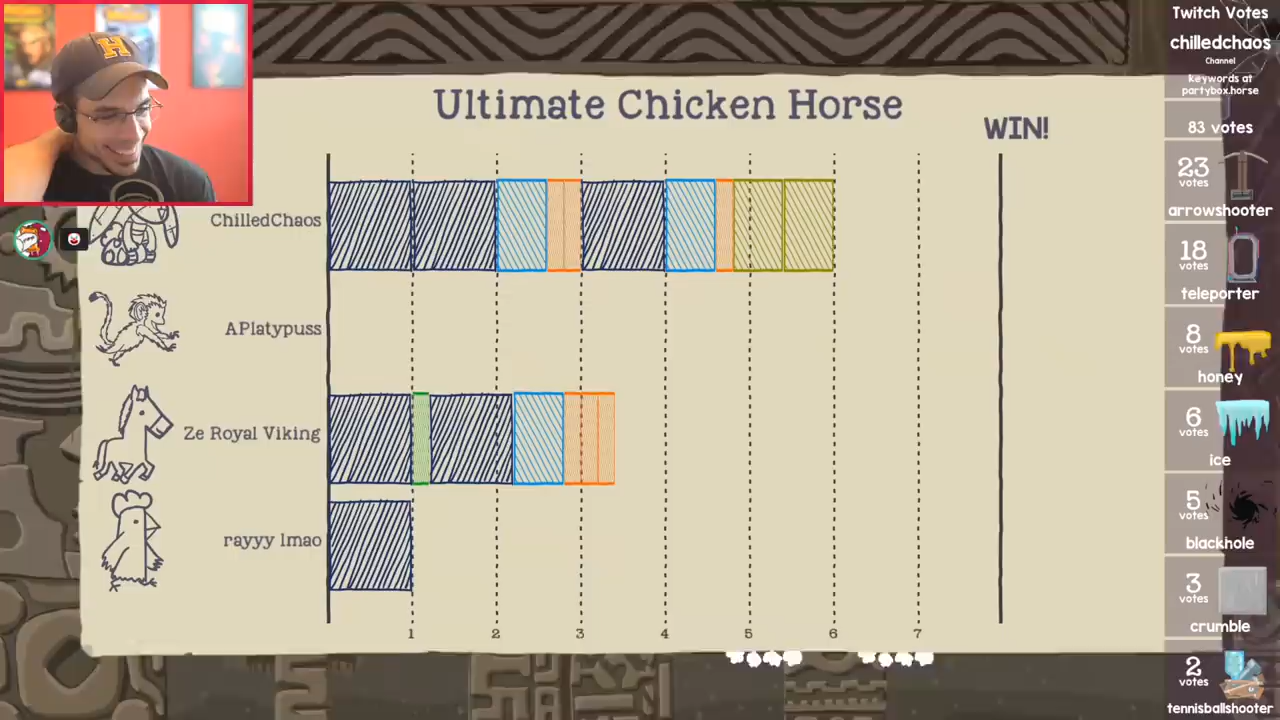 H
Ultimate Chicken Horse
WIN!
ChilledChaos
APlatypuss
Ze Royal Viking
rayyy lmao
1 2 3 4 5 6 7
Twitch Votes
chilledchaos
Channel
keywords at
partybox.horse
83 votes
23
votes
arrowshooter
18
votes
teleporter
8
votes
honey
6
votes
ice
5
votes
blackhole
3
votes
crumble
2
votes
tennisballshooter